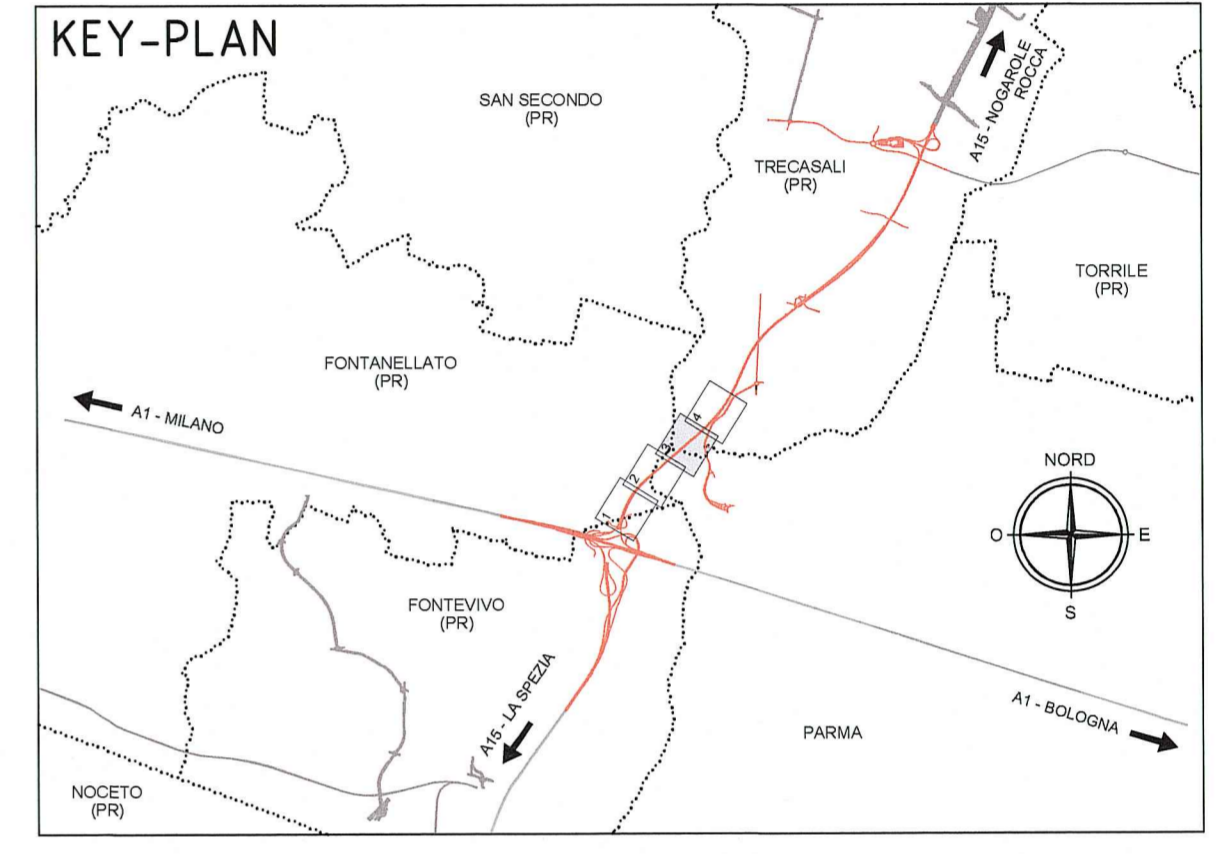 KEY-PLAN
SAN SECONDO
(PR)
A15 - NOGAROLE
ROCCA
TRECASALI
(PR)
TORRILE
(PR)
FONTANELLATO
(PR)
A1 - MILANO
4
3
2
1
NORD
O
E
S
FONTEVIVO
(PR)
A15 - LA SPEZIA
A1 - BOLOGNA
PARMA
NOCETO
(PR)